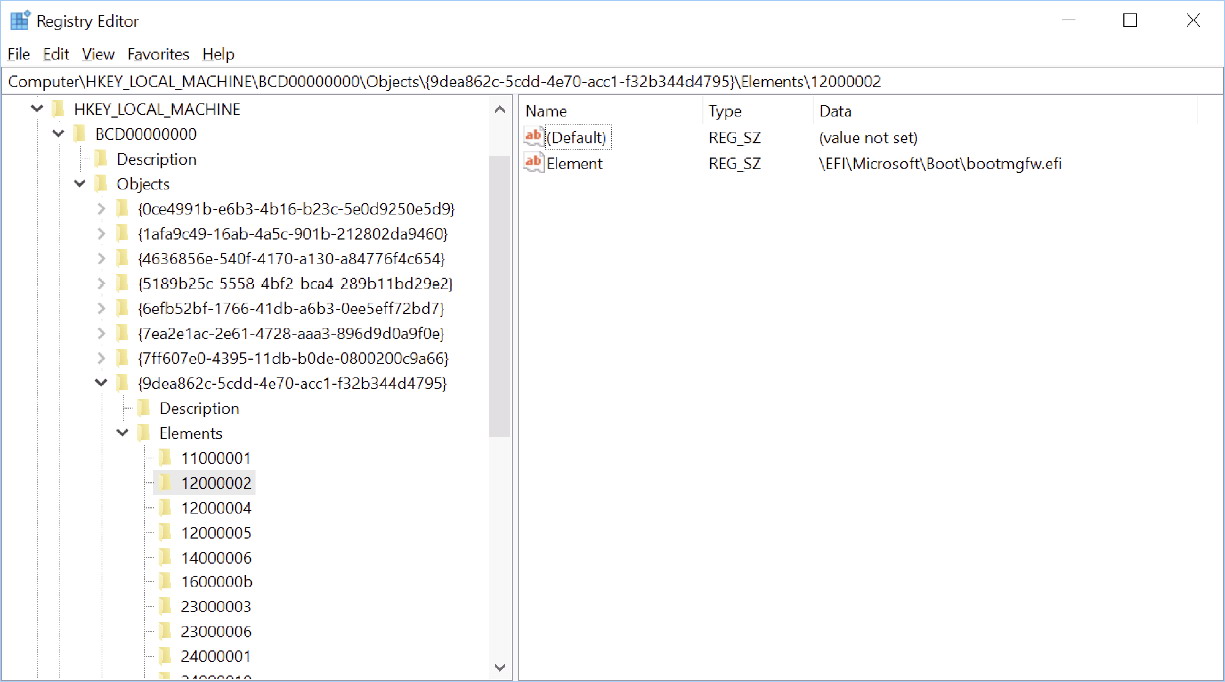 Registry Editor
File Edit View Favorites Help
Computer\HKEY_LOCAL_MACHINE\BCD00000000\Objects\{9dea862c-5cdd-4e70-acc1-f32b344d4795}\Elements\12000002
HKEY_LOCAL_MACHINE
BCD00000000
Description
Objects
{0ce4991b-e6b3-4b16-b23c-5e0d9250e5d9}
{1afa9c49-16ab-4a5c-901b-212802da9460}
{4636856e-540f-4170-a130-a84776f4c654}
{5189b25c-5558-4bf2-bca4-289b11bd29e2}
{6efb52bf-1766-41db-a6b3-0ee5eff72bd7}
{7ea2e1ac-2e61-4728-aaa3-896d9d0a9f0e}
{7ff607e0-4395-11db-b0de-0800200c9a66}
{9dea862c-5cdd-4e70-acc1-f32b344d4795}
Description
Elements
11000001
12000002
12000004
12000005
14000006
1600000b
23000003
23000006
24000001
Name Type Data
ab (Default) REG_SZ (value not set)
ab Element REG_SZ \EFI\Microsoft\Boot\bootmgfw.efi